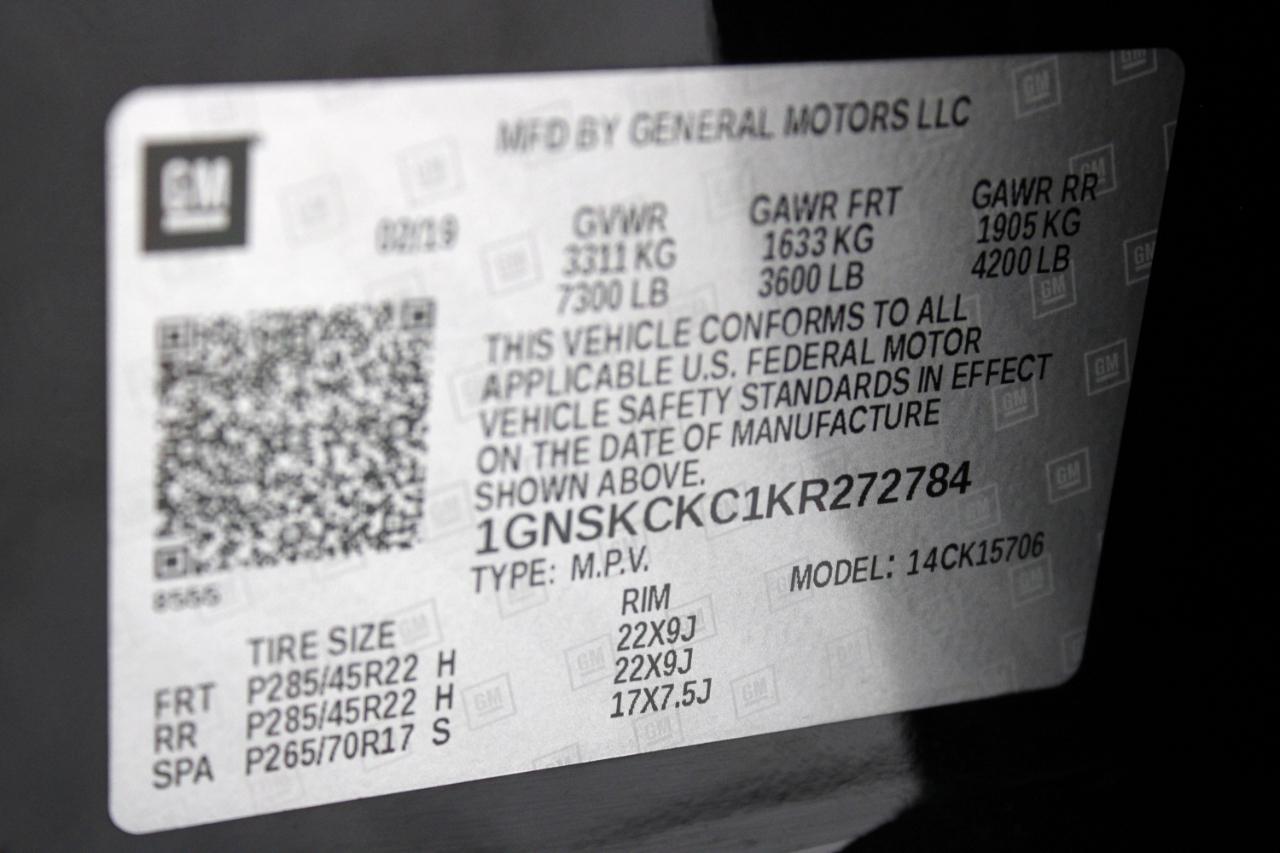 GM
MFD BY GENERAL MOTORS LLC
02/19
GVWR GAWR FRT GAWR RR
3311 KG 1633 KG 1905 KG
7300 LB 3600 LB 4200 LB
THIS VEHICLE CONFORMS TO ALL
APPLICABLE U.S. FEDERAL MOTOR
VEHICLE SAFETY STANDARDS IN EFFECT
ON THE DATE OF MANUFACTURE
SHOWN ABOVE.
1GNSKCKC1KR272784
TYPE: M.P.V. MODEL: 14CK15706
TIRE SIZE RIM
FRT P285/45R22 H 22X9J
RR P285/45R22 H 22X9J
SPA P265/70R17 S 17X7.5J